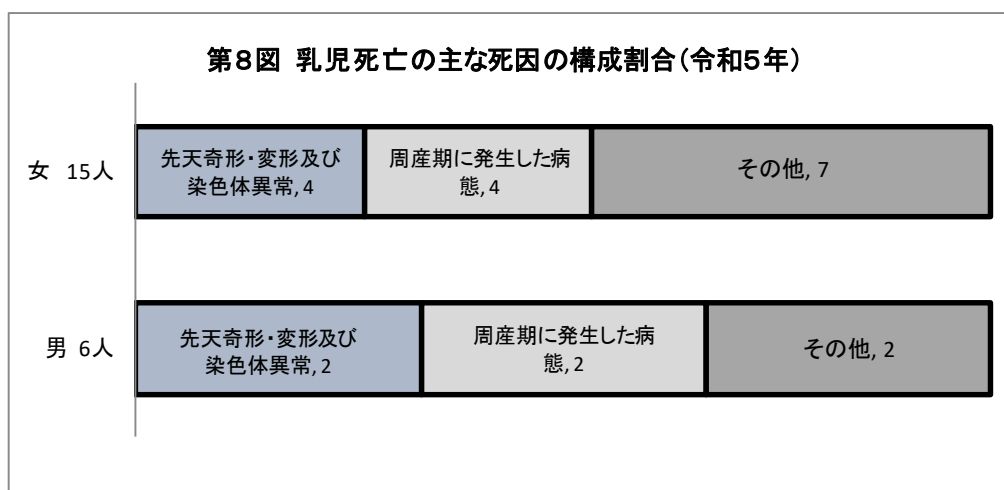 第8図 乳児死亡の主な死因の構成割合(令和5年)
女 15人
先天奇形・変形及び
染色体異常, 4
周産期に発生した病
態, 4
その他, 7
男 6人
先天奇形・変形及び
染色体異常, 2
周産期に発生した病
態, 2
その他, 2